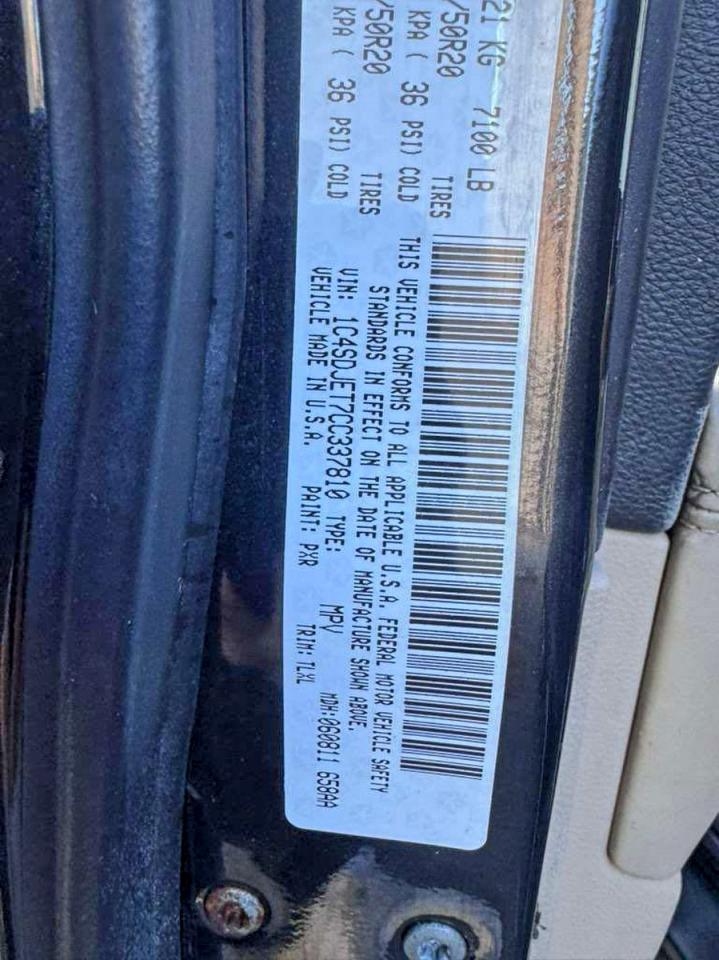 21 KG 7100 LB
/50R20 TIRES
KPA ( 36 PSI) COLD
/50R20 TIRES
KPA ( 36 PSI) COLD
THIS VEHICLE CONFORMS TO ALL APPLICABLE U.S.A. FEDERAL MOTOR VEHICLE SAFETY
STANDARDS IN EFFECT ON THE DATE OF MANUFACTURE SHOWN ABOVE.
VIN: 1C4SDJET7CC337810 TYPE: MPV MDH:060811 658AA
VEHICLE MADE IN U.S.A. PAINT: PXR TRIM:TLXL